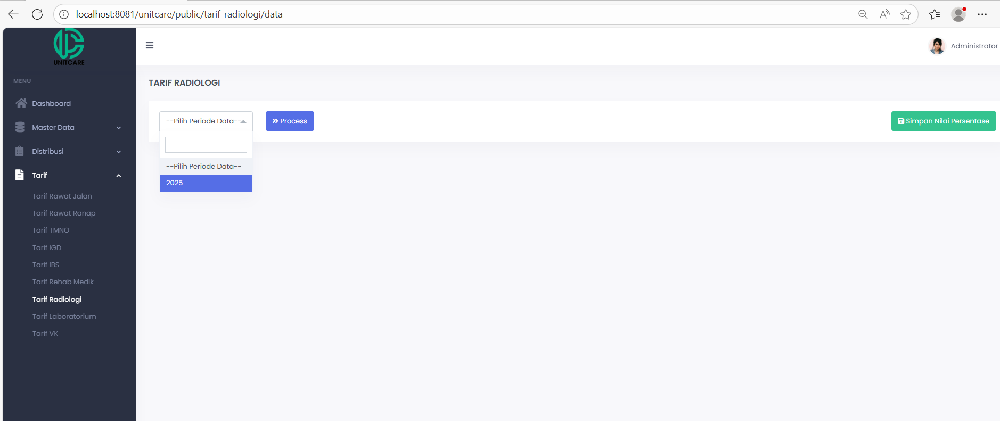 localhost:8081/unitcare/public/tarif_radiologi/data
UNITCARE
Administrator
MENU
Dashboard
Master Data
Distribusi
Tarif
Tarif Rawat Jalan
Tarif Rawat Ranap
Tarif TMNO
Tarif IGD
Tarif IBS
Tarif Rehab Medik
Tarif Radiologi
Tarif Laboratorium
Tarif VK
TARIF RADIOLOGI
--Pilih Periode Data--
Process
Simpan Nilai Persentase
--Pilih Periode Data--
2025